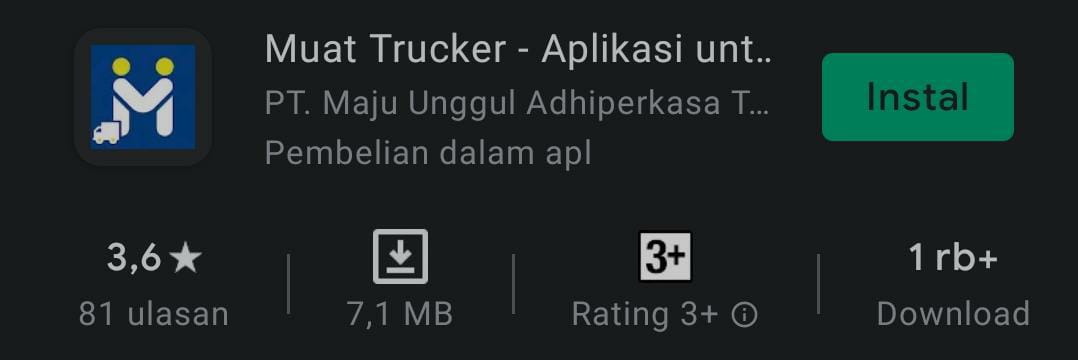 Muat Trucker - Aplikasi unt..
PT. Maju Unggul Adhiperkasa T...
Pembelian dalam apl
Instal
3,6★
81 ulasan
7,1 MB
3+
Rating 3+
1 rb+
Download